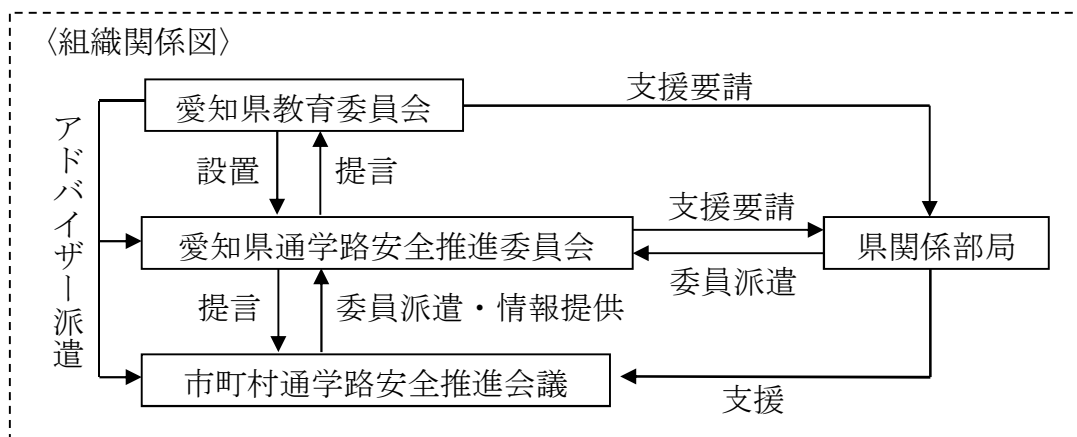 〈組織関係図〉
支援要請
愛知県教育委員会
アドバイザー派遣
設置
提言
支援要請
愛知県通学路安全推進委員会
県関係部局
委員派遣
提言
委員派遣・情報提供
市町村通学路安全推進会議
支援